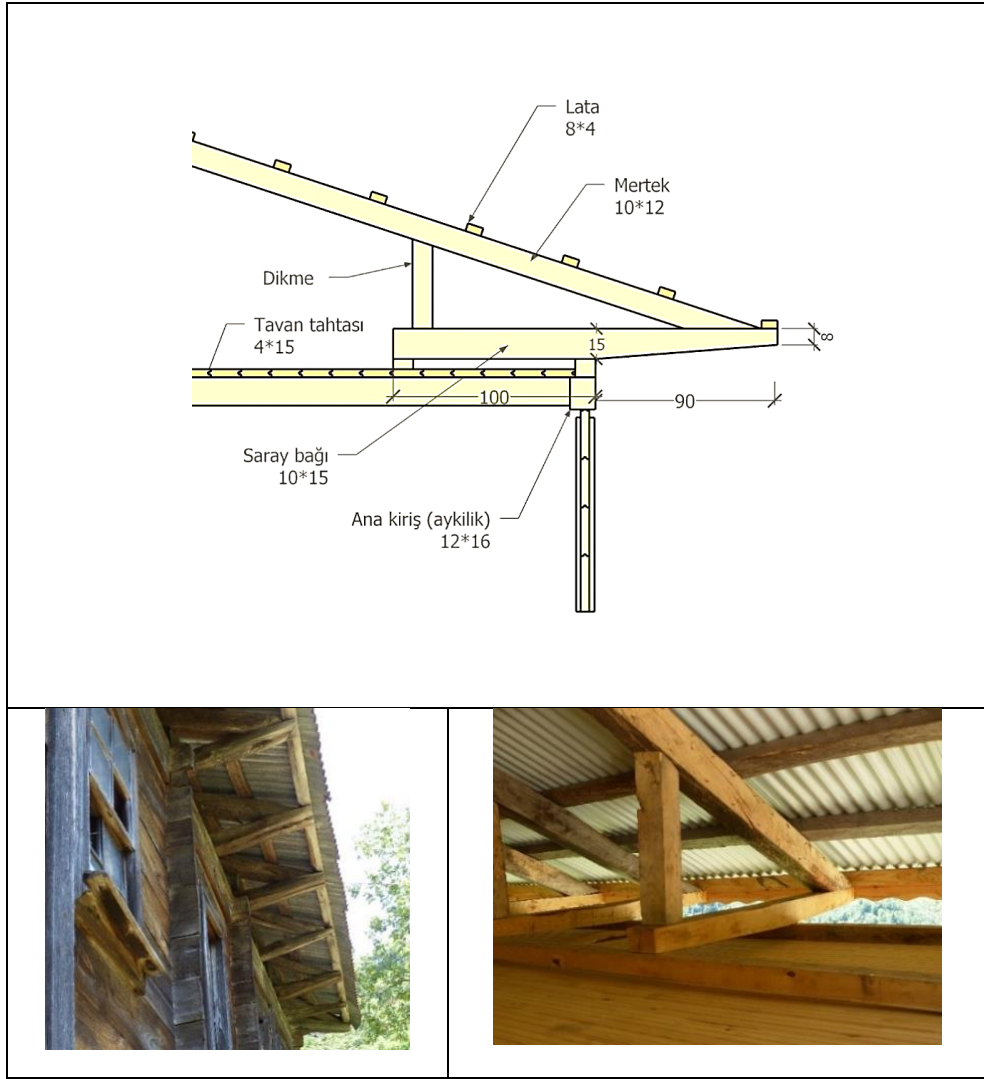 Lata
8*4
Mertek
10*12
Dikme
Tavan tahtası
4*15
15
8
100
90
Saray bağı
10*15
Ana kiriş (aykilik)
12*16